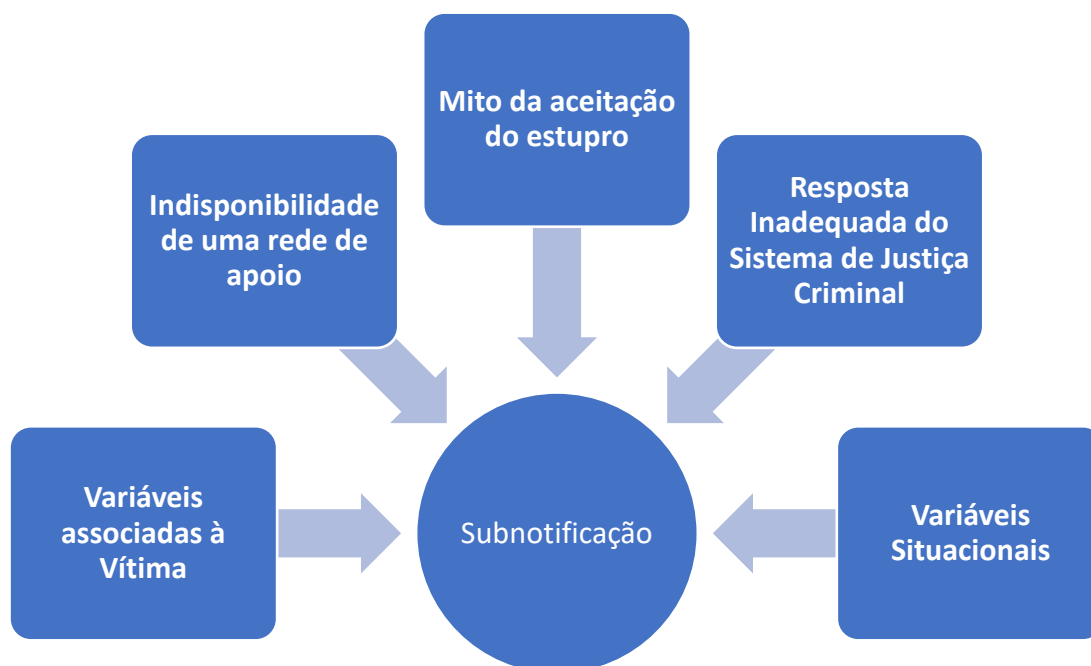 Mito da aceitação
do estupro
Indisponibilidade
de uma rede de
apoio
Resposta
Inadequada do
Sistema de Justiça
Criminal
Variáveis
associadas à
Vítima
Subnotificação
Variáveis
Situacionais